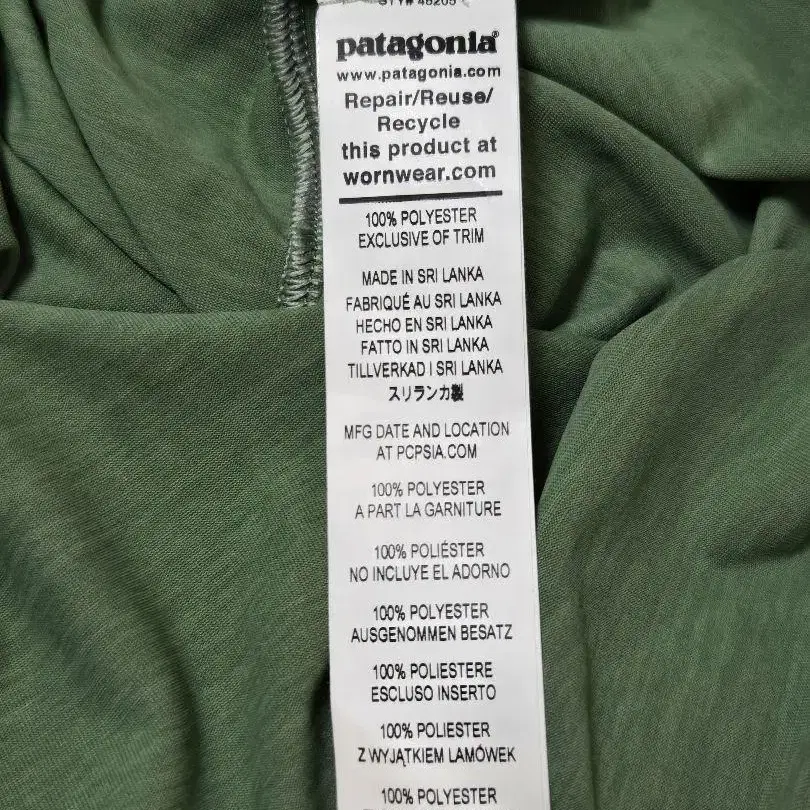 STY# 45205
patagonia®
www.patagonia.com
Repair/Reuse/
Recycle
this product at
wornwear.com
100% POLYESTER
EXCLUSIVE OF TRIM
MADE IN SRI LANKA
FABRIQUÉ AU SRI LANKA
HECHO EN SRI LANKA
FATTO IN SRI LANKA
TILLVERKAD I SRI LANKA
スリランカ製
MFG DATE AND LOCATION
AT PCPSIA.COM
100% POLYESTER
A PART LA GARNITURE
100% POLIÉSTER
NO INCLUYE EL ADORNO
100% POLYESTER
AUSGENOMMEN BESATZ
100% POLIESTERE
ESCLUSO INSERTO
100% POLIESTER
Z WYJĄTKIEM LAMÓWEK
100% POLYESTER